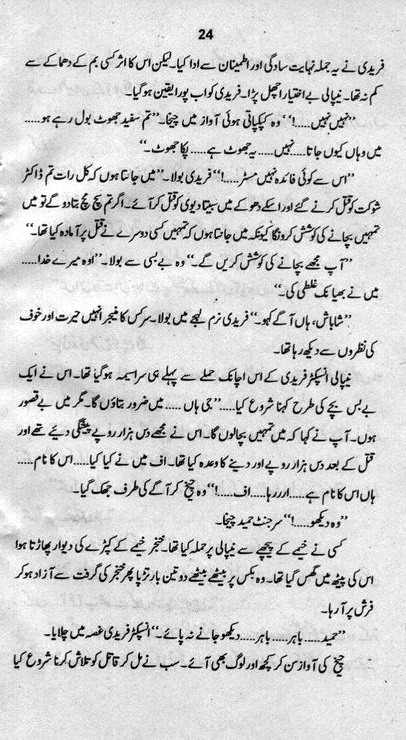 24
فریدی نے یہ جملہ نہایت سادگی اور اطمینان سے ادا کیا۔ لیکن اس کا اثر کسی بم کے دھماکے سے
کم نہ تھا۔ نیپالی بے اختیار اچھل پڑا۔ فریدی کو اب پورا یقین ہوگیا۔
”نہیں نہیں.....!“ وہ کپکپاتی ہوئی آواز میں چیخا۔ ”تم سفید جھوٹ بول رہے ہو.....
میں وہاں کیوں جاتا.....نہیں.....یہ جھوٹ ہے.....پکا جھوٹ۔“
”اس سے کوئی فائدہ نہیں مسٹر.....!“ فریدی بولا۔ ”میں جانتا ہوں کہ کل رات تم ڈاکٹر
شوکت کو قتل کرنے گئے اور اسکے دھوکے میں سیتا دیوی کو قتل کر آئے۔ اگر تم سچ سچ بتا دو گے تو میں
تمہیں بچانے کی کوشش کرونگا کیونکہ میں جانتا ہوں کہ تمہیں کسی دوسرے نے قتل پر آمادہ کیا تھا۔“
”آپ مجھے بچانے کی کوشش کریں گے۔“ وہ بے بسی سے بولا۔ ”اوہ میرے خدا.....
میں نے بھیانک غلطی کی۔“
”شاباش، ہاں آگے کہو۔“ فریدی نرم لہجے میں بولا۔ سرکس کا منیجر انہیں حیرت اور خوف
کی نظروں سے دیکھ رہا تھا۔
نیپالی انسپکٹر فریدی کے اس اچانک حملے سے پہلے ہی سراسیمہ ہوگیا تھا۔ اس نے ایک
بے بس بچے کی طرح کہنا شروع کیا.....”جی ہاں.....میں ضرور بتاؤں گا۔ مگر میں بے قصور
ہوں۔ آپ نے کہا کہ میں تمہیں بچالوں گا۔ اس نے مجھے دس ہزار روپے پیشگی دیئے تھے اور
قتل کے بعد دس ہزار روپے اور دینے کا وعدہ کیا تھا۔ اف میں نے کیا کیا.....اس کا نام.....
ہاں اس کا نام ہے.....اررہا.....اف.....!“ وہ چیخ کر آگے کی طرف جھک گیا۔
”وہ دیکھو.....!“ سرجنٹ حمید چیخا۔
کسی نے خیمے کے پیچھے سے نیپالی پر حملہ کیا تھا۔ خنجر خیمے کے کپڑے کی دیوار پھاڑتا ہوا
اس کی پیٹھ میں گھس گیا تھا۔ وہ بکس پر بیٹھے بیٹھے دو تین بار تڑپا پھر خنجر کی گرفت سے آزاد ہوکر
فرش پر آ رہا۔
”حمید.....باہر.....باہر.....دیکھو جانے نہ پائے۔“ انسپکٹر فریدی غصہ میں چلایا۔
چیخ کی آواز سن کر کچھ اور لوگ بھی آئے۔ سب نے مل کر قاتل کو تلاش کرنا شروع کیا